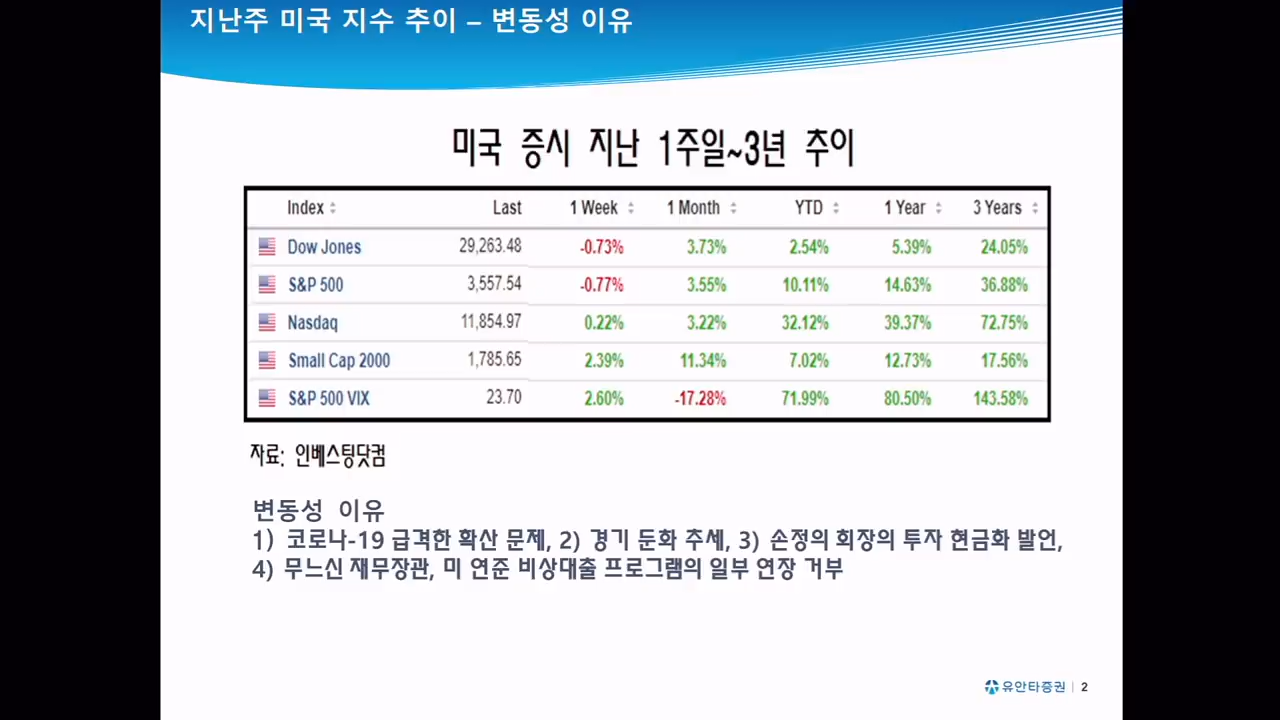 지난주 미국 지수 추이 – 변동성 이유
미국 증시 지난 1주일~3년 추이
Index Last 1 Week 1 Month YTD 1 Year 3 Years
Dow Jones 29,263.48 -0.73% 3.73% 2.54% 5.39% 24.05%
S&P 500 3,557.54 -0.77% 3.55% 10.11% 14.63% 36.88%
Nasdaq 11,854.97 0.22% 3.22% 32.12% 39.37% 72.75%
Small Cap 2000 1,785.65 2.39% 11.34% 7.02% 12.73% 17.56%
S&P 500 VIX 23.70 2.60% -17.28% 71.99% 80.50% 143.58%
자료: 인베스팅닷컴
변동성 이유
1) 코로나-19 급격한 확산 문제, 2) 경기 둔화 추세, 3) 손정의 회장의 투자 현금화 발언,
4) 무느신 재무장관, 미 연준 비상대출 프로그램의 일부 연장 거부
유안타증권 | 2